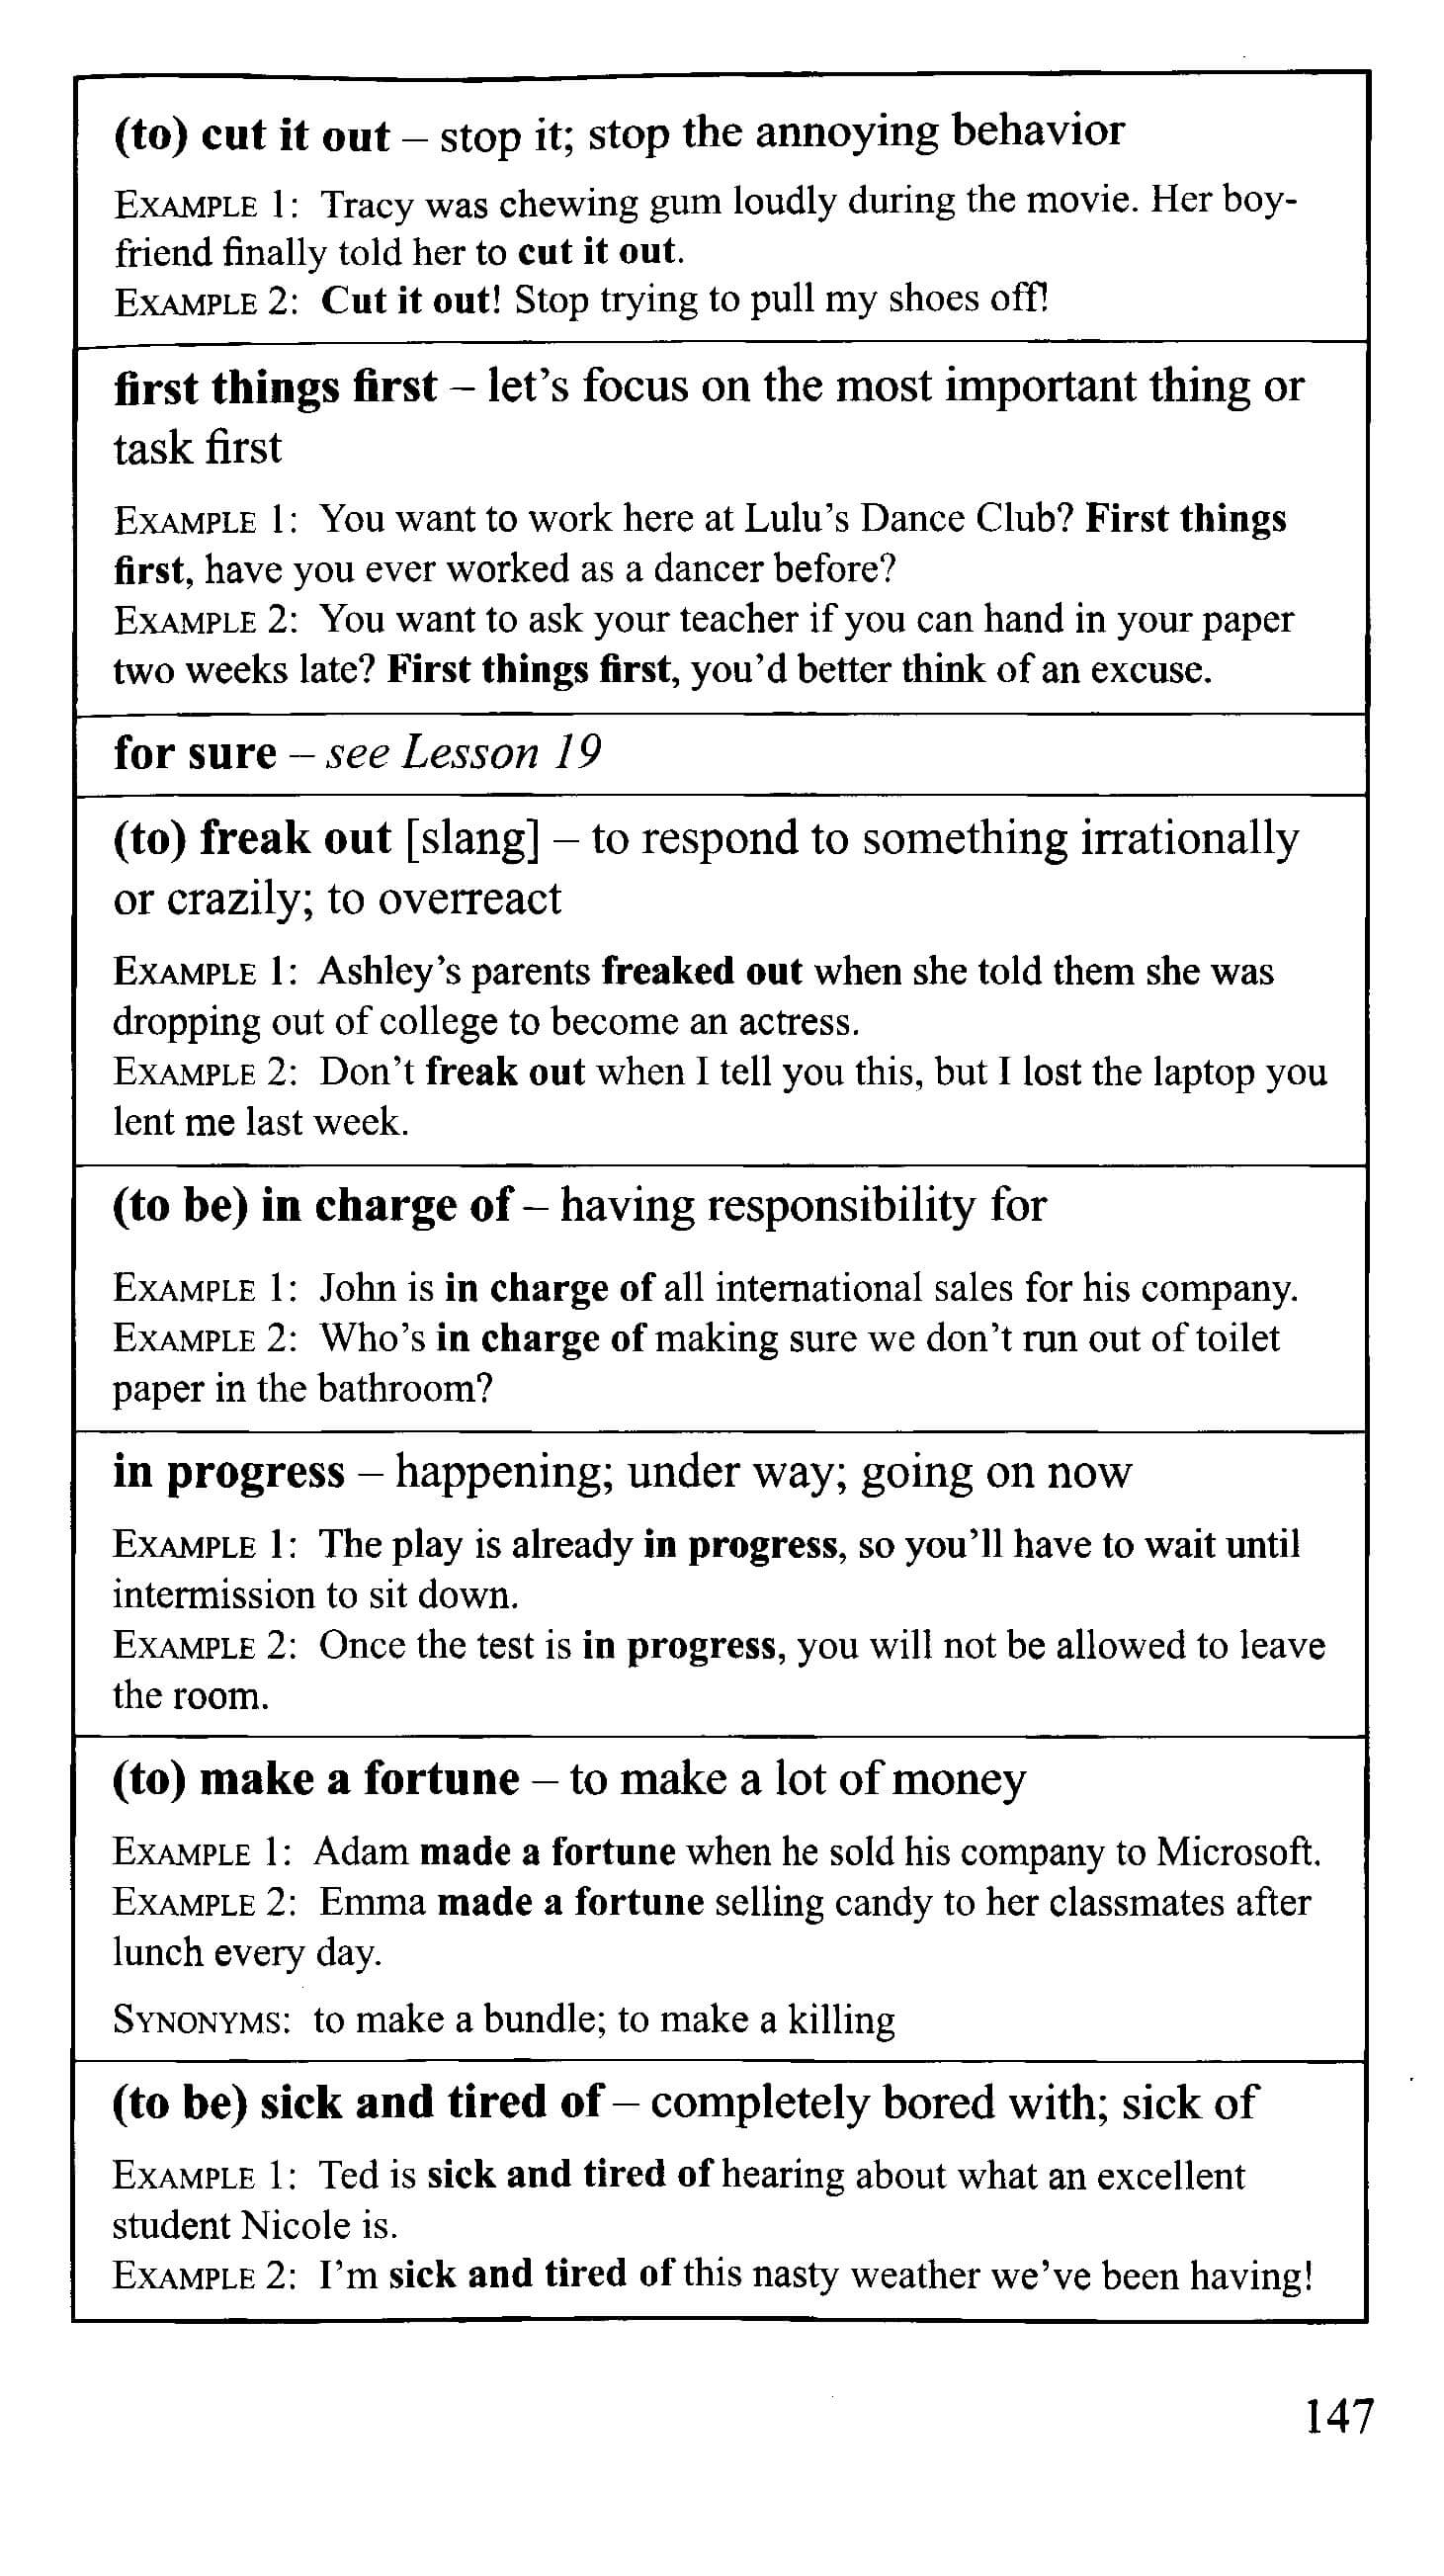 (to) cut it out – stop it; stop the annoying behavior
EXAMPLE 1: Tracy was chewing gum loudly during the movie. Her boy-
friend finally told her to cut it out.
EXAMPLE 2: Cut it out! Stop trying to pull my shoes off!
first things first – let's focus on the most important thing or
task first
EXAMPLE 1: You want to work here at Lulu's Dance Club? First things
first, have you ever worked as a dancer before?
EXAMPLE 2: You want to ask your teacher if you can hand in your paper
two weeks late? First things first, you'd better think of an excuse.
for sure – see Lesson 19
(to) freak out [slang] – to respond to something irrationally
or crazily; to overreact
EXAMPLE 1: Ashley's parents freaked out when she told them she was
dropping out of college to become an actress.
EXAMPLE 2: Don't freak out when I tell you this, but I lost the laptop you
lent me last week.
(to be) in charge of – having responsibility for
EXAMPLE 1: John is in charge of all international sales for his company.
EXAMPLE 2: Who's in charge of making sure we don't run out of toilet
paper in the bathroom?
in progress – happening; under way; going on now
EXAMPLE 1: The play is already in progress, so you'll have to wait until
intermission to sit down.
EXAMPLE 2: Once the test is in progress, you will not be allowed to leave
the room.
(to) make a fortune – to make a lot of money
EXAMPLE 1: Adam made a fortune when he sold his company to Microsoft.
EXAMPLE 2: Emma made a fortune selling candy to her classmates after
lunch every day.
SYNONYMS: to make a bundle; to make a killing
(to be) sick and tired of – completely bored with; sick of
EXAMPLE 1: Ted is sick and tired of hearing about what an excellent
student Nicole is.
EXAMPLE 2: I'm sick and tired of this nasty weather we've been having!
147